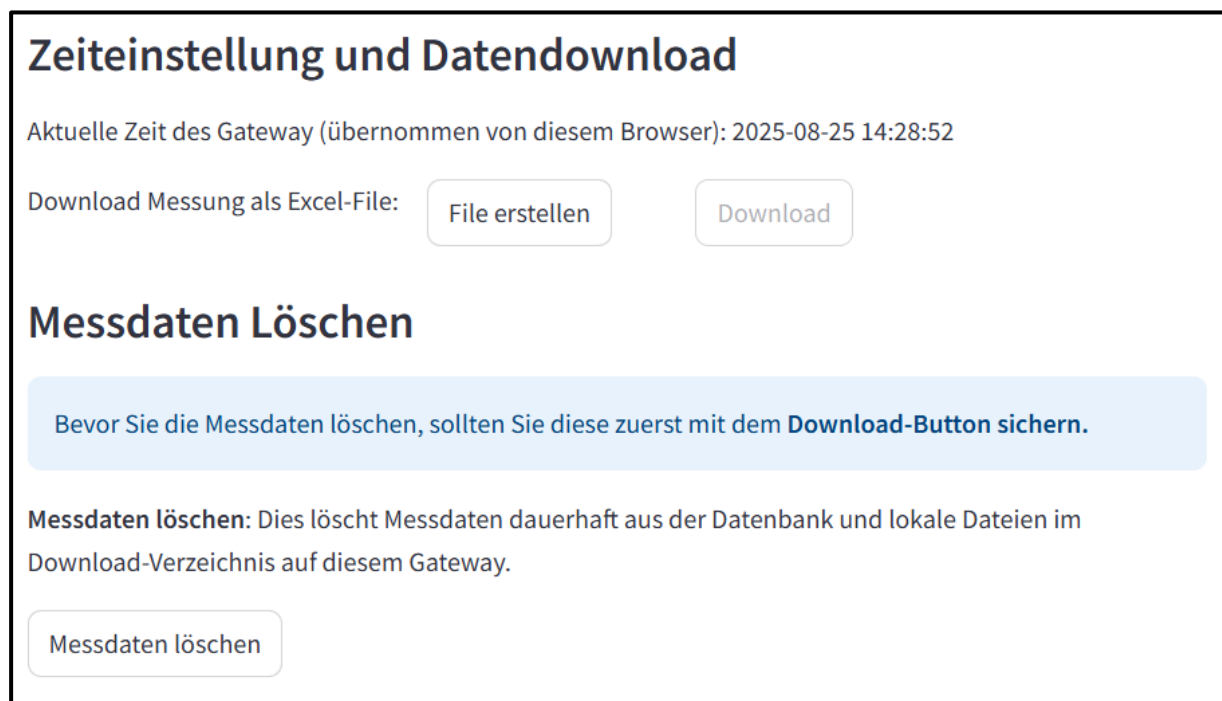 Zeiteinstellung und Datendownload
Aktuelle Zeit des Gateway (übernommen von diesem Browser): 2025-08-25 14:28:52
Download Messung als Excel-File: File erstellen Download
Messdaten Löschen
Bevor Sie die Messdaten löschen, sollten Sie diese zuerst mit dem Download-Button sichern.
Messdaten löschen: Dies löscht Messdaten dauerhaft aus der Datenbank und lokale Dateien im
Download-Verzeichnis auf diesem Gateway.
Messdaten löschen